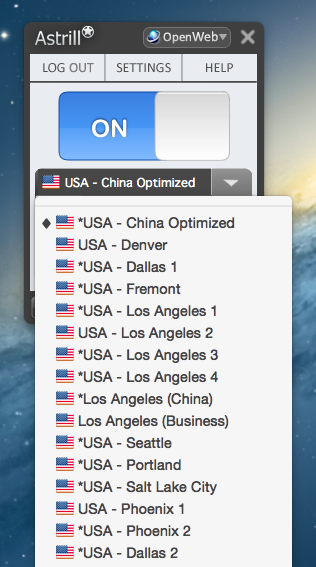 Astrill
OpenWeb
LOG OUT
SETTINGS
HELP
ON
USA - China Optimized
*USA - China Optimized
USA - Denver
*USA - Dallas 1
*USA - Fremont
*USA - Los Angeles 1
USA - Los Angeles 2
*USA - Los Angeles 3
*USA - Los Angeles 4
*Los Angeles (China)
Los Angeles (Business)
*USA - Seattle
*USA - Portland
*USA - Salt Lake City
USA - Phoenix 1
*USA - Phoenix 2
*USA - Dallas 2